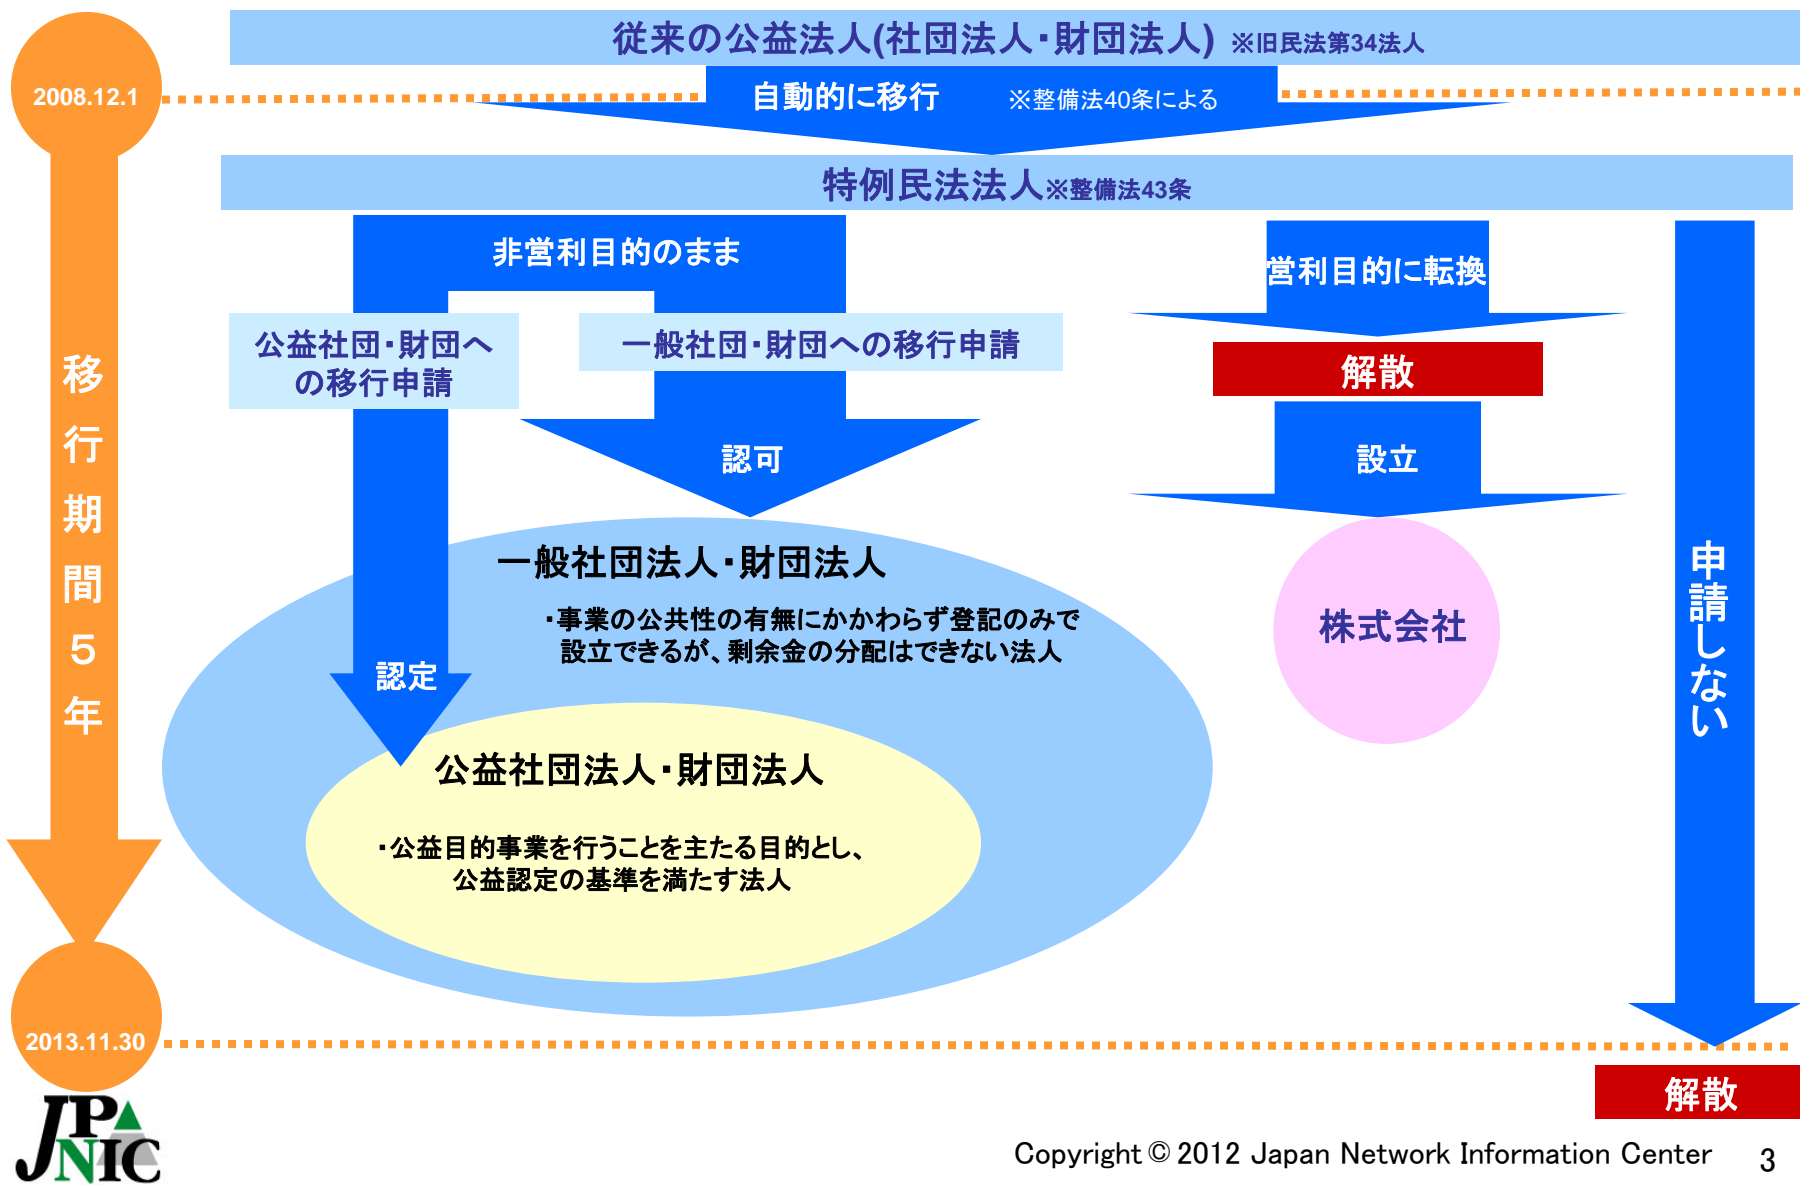 従来の公益法人(社団法人・財団法人) ※旧民法第34法人
2008.12.1
自動的に移行 ※整備法40条による
特例民法法人※整備法43条
非営利目的のまま
営利目的に転換
公益社団・財団へ
の移行申請
一般社団・財団への移行申請
解散
認可
設立
移行期間5年
一般社団法人・財団法人
・事業の公共性の有無にかかわらず登記のみで
設立できるが、剰余金の分配はできない法人
認定
株式会社
申請しない
公益社団法人・財団法人
・公益目的事業を行うことを主たる目的とし、
公益認定の基準を満たす法人
2013.11.30
解散
JPNIC
Copyright © 2012 Japan Network Information Center 3